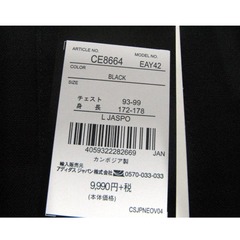 ARTICLE NO. MODEL NO.
CE8664 EAY42
COLOR
BLACK
SIZE
チェスト 93-99
身 長 172-178
L JASPO
4059322282669 JAN
カンボジア製
輸入販売元
アディダス ジャパン株式会社 0570-033-033
9,990円+税
(本体価格)
CSJPNEOV04